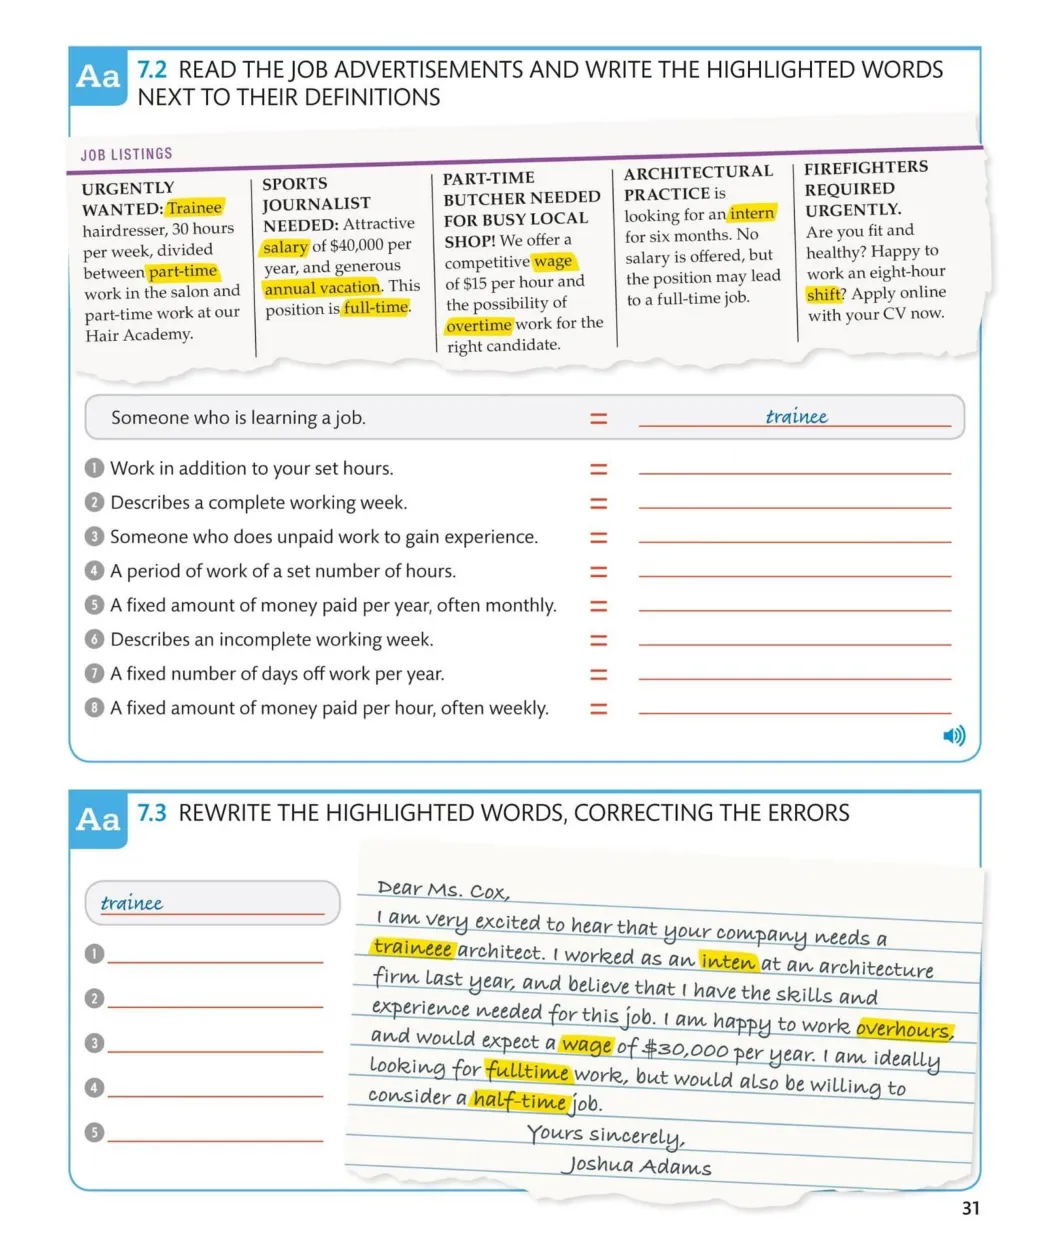 Aa
7.2 READ THE JOB ADVERTISEMENTS AND WRITE THE HIGHLIGHTED WORDS
NEXT TO THEIR DEFINITIONS
JOB LISTINGS
URGENTLY
WANTED: Trainee
hairdresser, 30 hours
per week, divided
between part-time
work in the salon and
part-time work at our
Hair Academy.
SPORTS
JOURNALIST
NEEDED: Attractive
salary of $40,000 per
year, and generous
annual vacation. This
position is full-time.
PART-TIME
BUTCHER NEEDED
FOR BUSY LOCAL
SHOP! We offer a
competitive wage
of $15 per hour and
the possibility of
overtime work for the
right candidate.
ARCHITECTURAL
PRACTICE is
looking for an intern
for six months. No
salary is offered, but
the position may lead
to a full-time job.
FIREFIGHTERS
REQUIRED
URGENTLY.
Are you fit and
healthy? Happy to
work an eight-hour
shift? Apply online
with your CV now.
Someone who is learning a job. = trainee
1 Work in addition to your set hours. =
2 Describes a complete working week. =
3 Someone who does unpaid work to gain experience. =
4 A period of work of a set number of hours. =
5 A fixed amount of money paid per year, often monthly. =
6 Describes an incomplete working week. =
7 A fixed number of days off work per year. =
8 A fixed amount of money paid per hour, often weekly. =
Aa
7.3 REWRITE THE HIGHLIGHTED WORDS, CORRECTING THE ERRORS
trainee
1
2
3
4
5
Dear Ms. Cox,
I am very excited to hear that your company needs a
traineee architect. I worked as an inten at an architecture
firm last year, and believe that I have the skills and
experience needed for this job. I am happy to work overhours,
and would expect a wage of $30,000 per year. I am ideally
looking for fulltime work, but would also be willing to
consider a half-time job.
Yours sincerely,
Joshua Adams
31